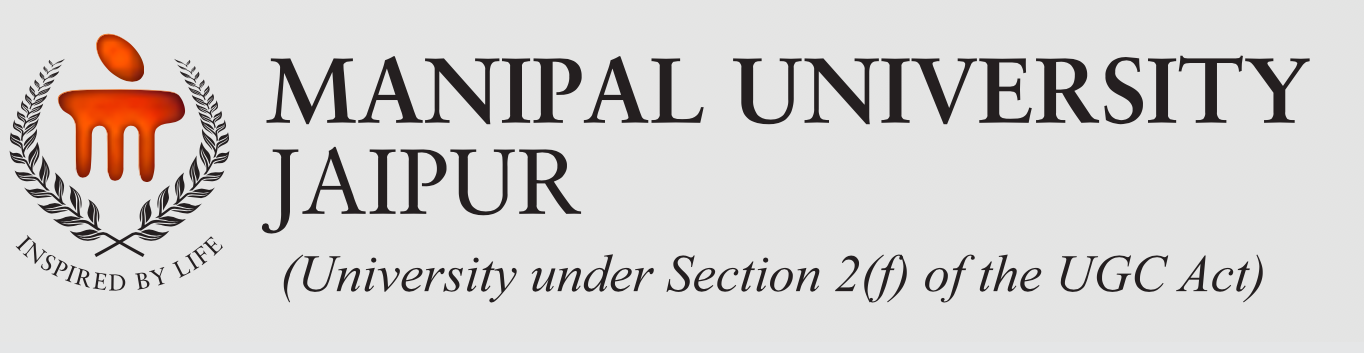 MANIPAL UNIVERSITY
JAIPUR
(University under Section 2(f) of the UGC Act)
INSPIRED BY LIFE